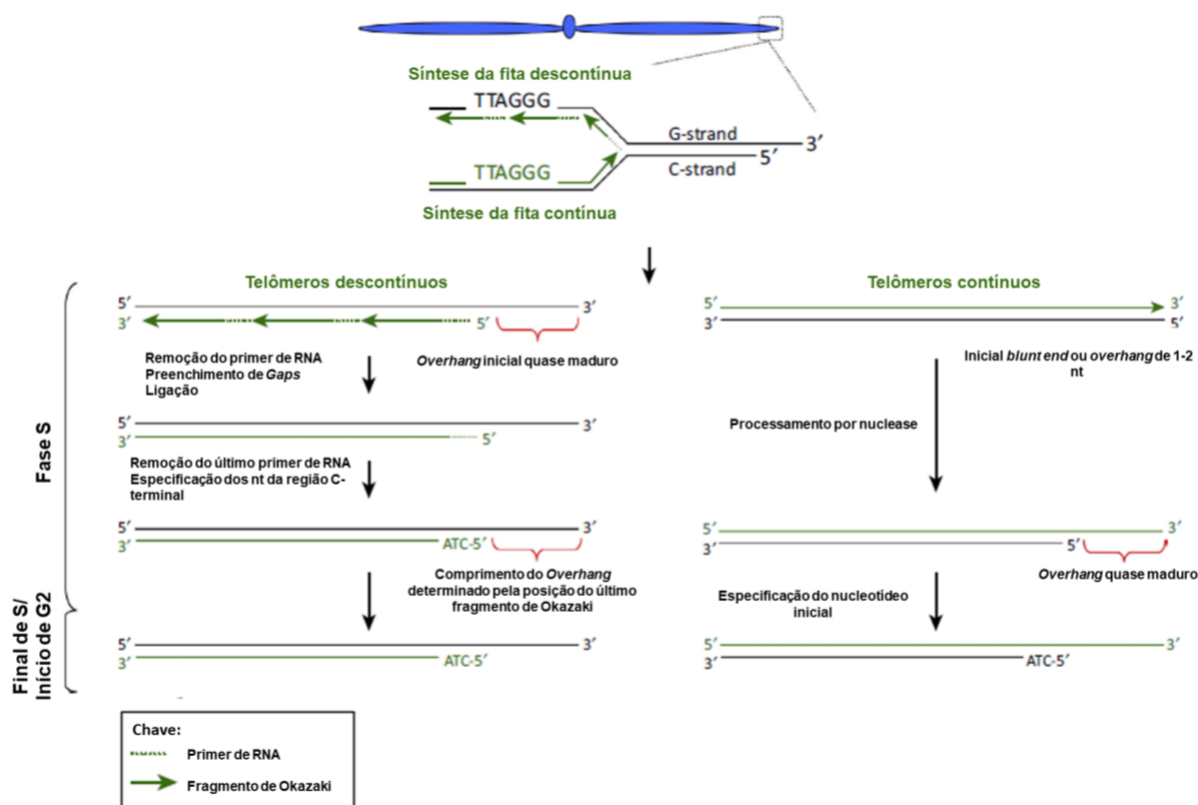 Síntese da fita descontínua
TTAGGG
G-strand
3′
5′
C-strand
TTAGGG
Síntese da fita contínua
Telômeros descontínuos
Telômeros contínuos
5′
3′
3′
5′
Overhang inicial quase maduro
5′
3′
3′
5′
Inicial blunt end ou overhang de 1-2
nt
Remoção do primer de RNA
Preenchimento de Gaps
Ligação
5′
3′
3′
5′
Processamento por nuclease
Remoção do último primer de RNA
Especificação dos nt da região C-
terminal
Fase S
5′
3′
3′
ATC-5′
Comprimento do Overhang
determinado pela posição do último
fragmento de Okazaki
5′
3′
3′
5′
Overhang quase maduro
Especificação do nucleotídeo
inicial
Final de S/
Início de G2
5′
3′
3′
ATC-5′
5′
3′
3′
ATC-5′
Chave:
Primer de RNA
Fragmento de Okazaki